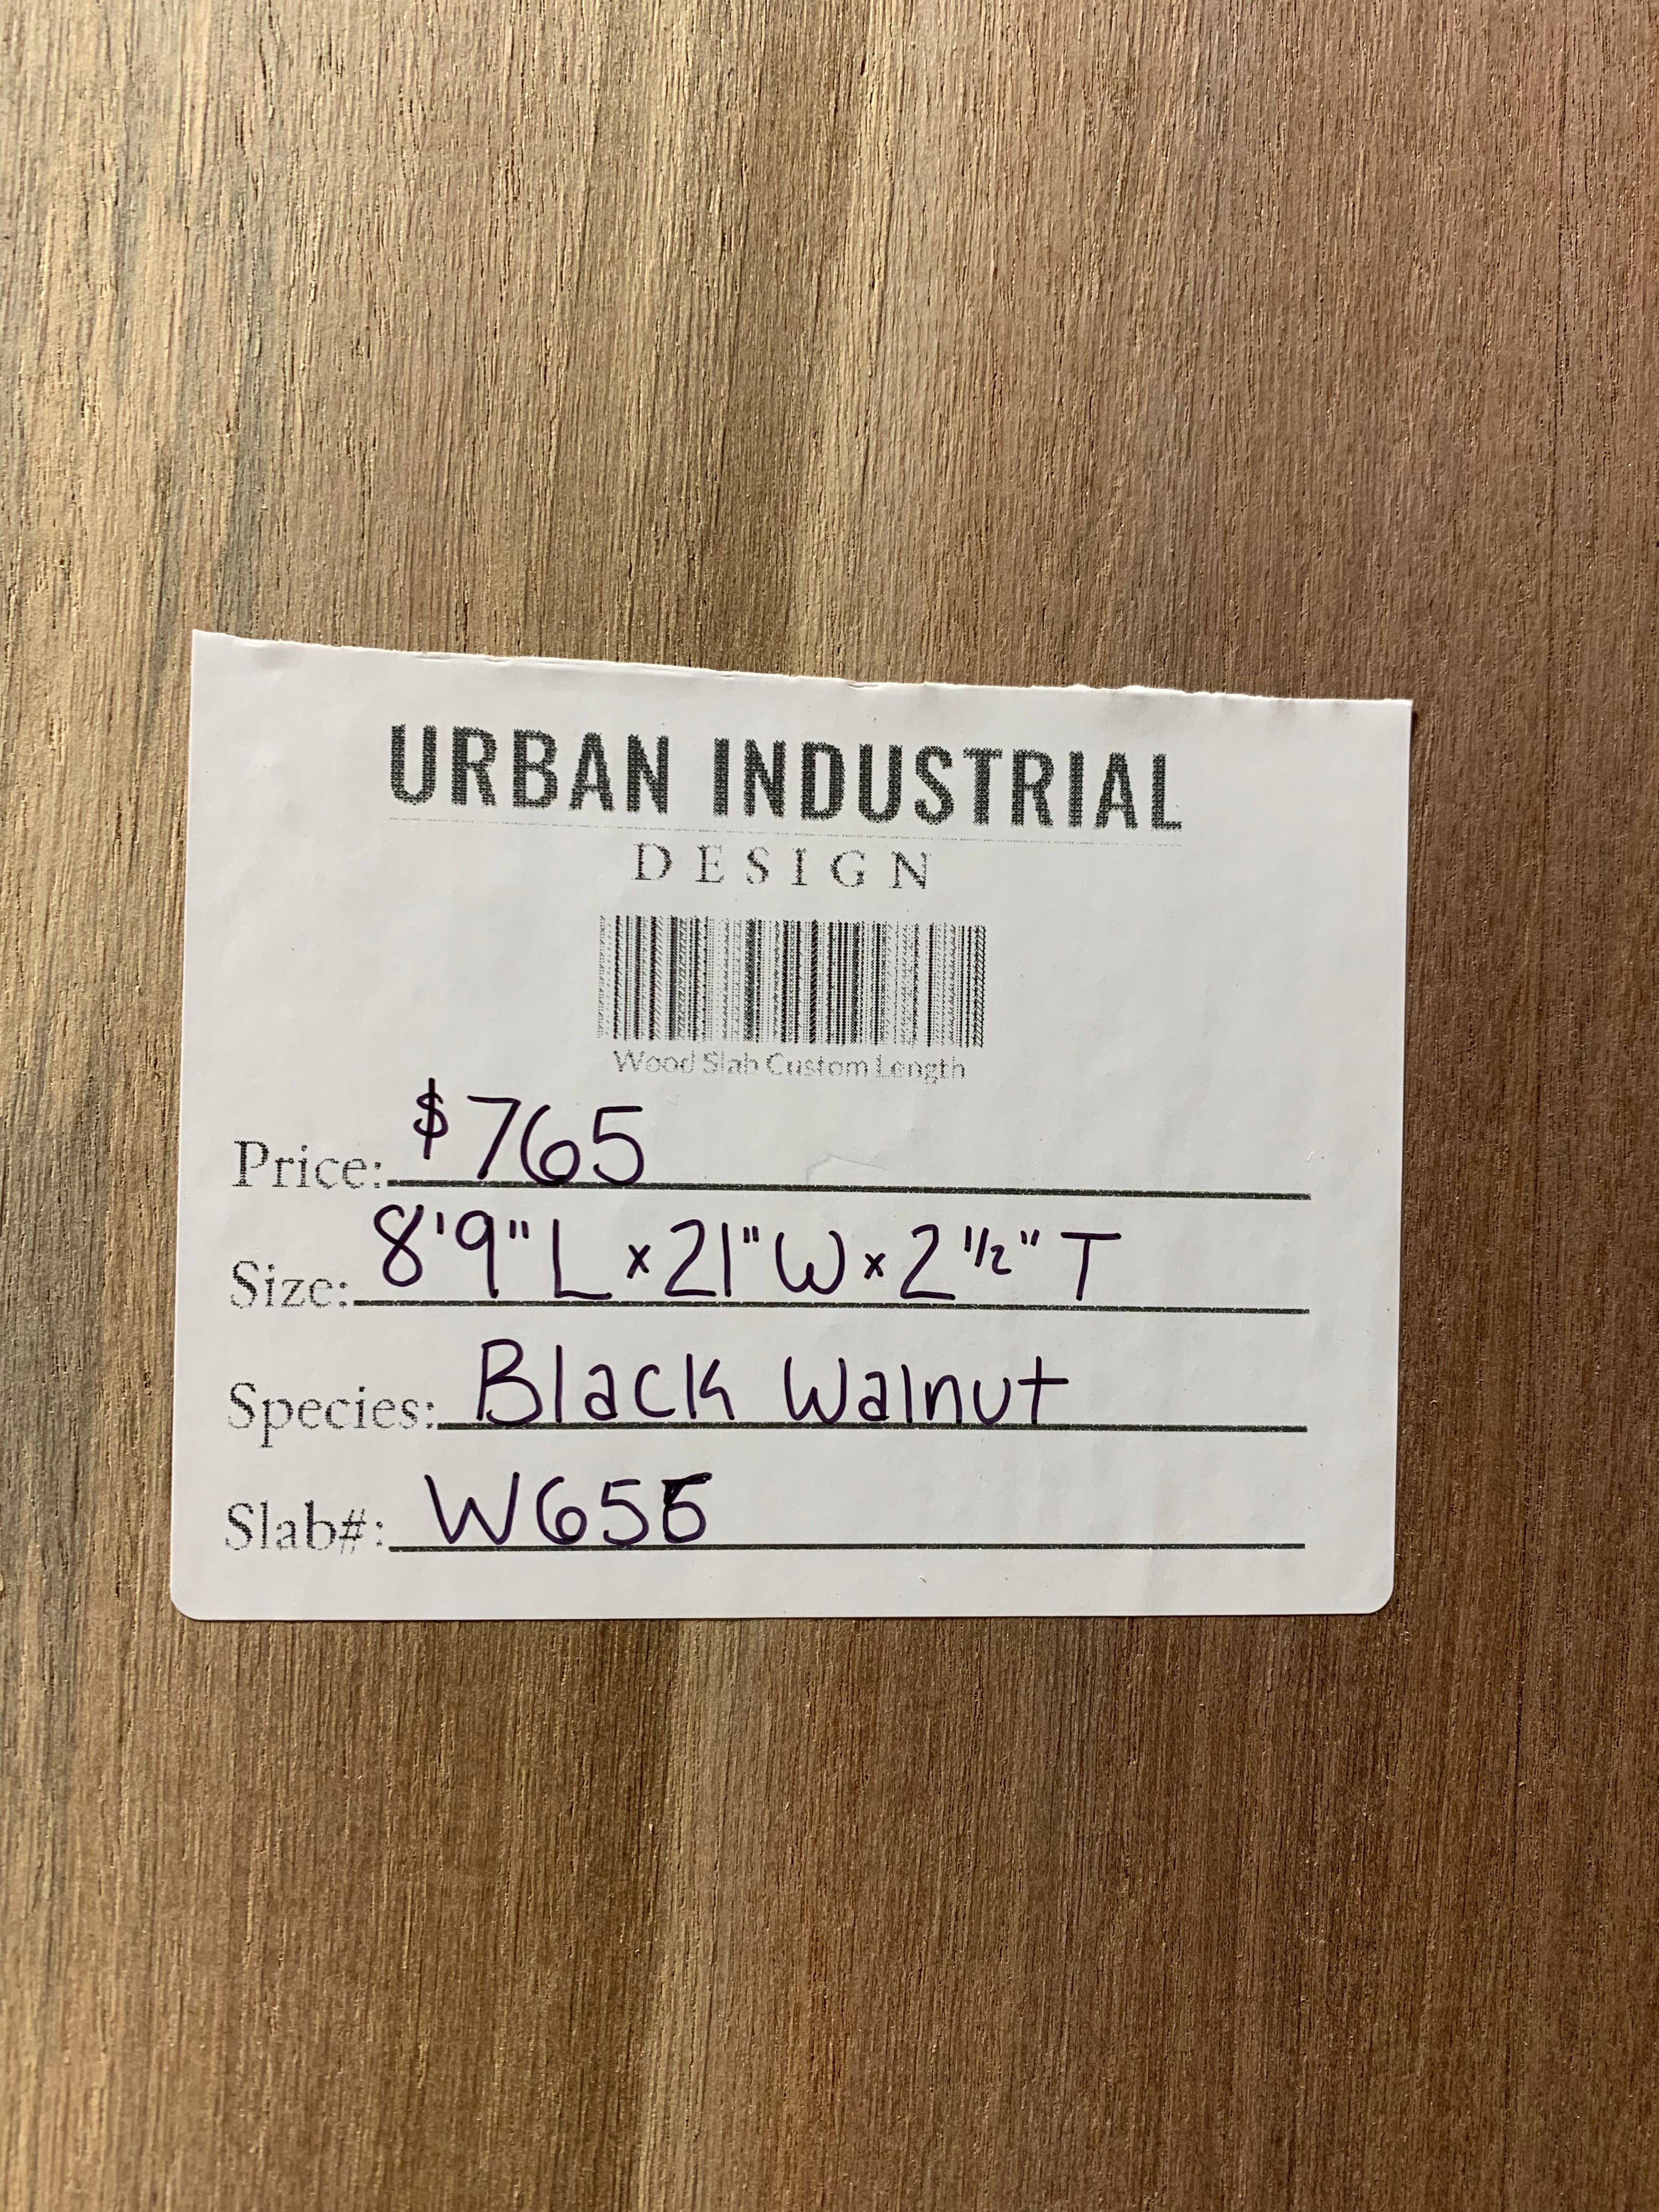 URBAN INDUSTRIAL
DESIGN
Wood Slab Custom Length
Price: $765
Size: 8'9" L x 21" W x 2 1/2" T
Species: Black Walnut
Slab#: